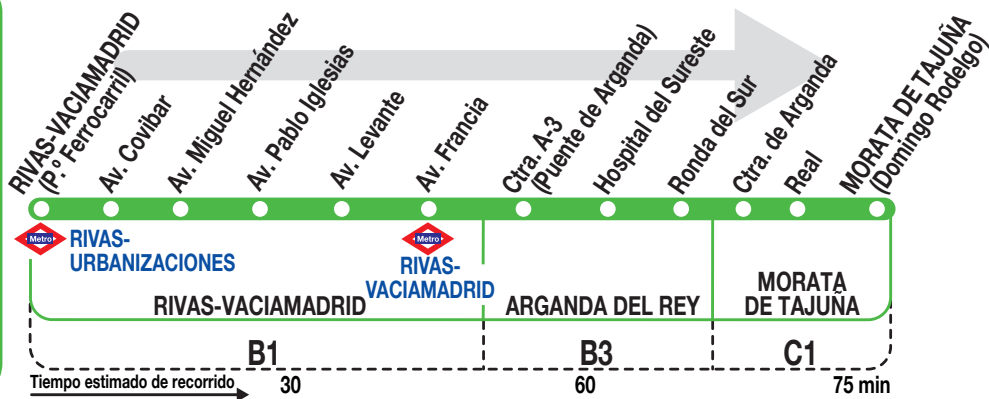 RIVAS-VACIAMADRID
(P.º Ferrocarril)
Av. Covibar
Av. Miguel Hernández
Av. Pablo Iglesias
Av. Levante
Av. Francia
Ctra. A-3
(Puente de Arganda)
Hospital del Sureste
Ronda del Sur
Ctra. de Arganda
Real
MORATA DE TAJUÑA
(Domingo Rodelgo)
Metro
RIVAS-
URBANIZACIONES
Metro
RIVAS-
VACIAMADRID
RIVAS-VACIAMADRID
ARGANDA DEL REY
MORATA
DE TAJUÑA
B1
B3
C1
Tiempo estimado de recorrido
30
60
75 min